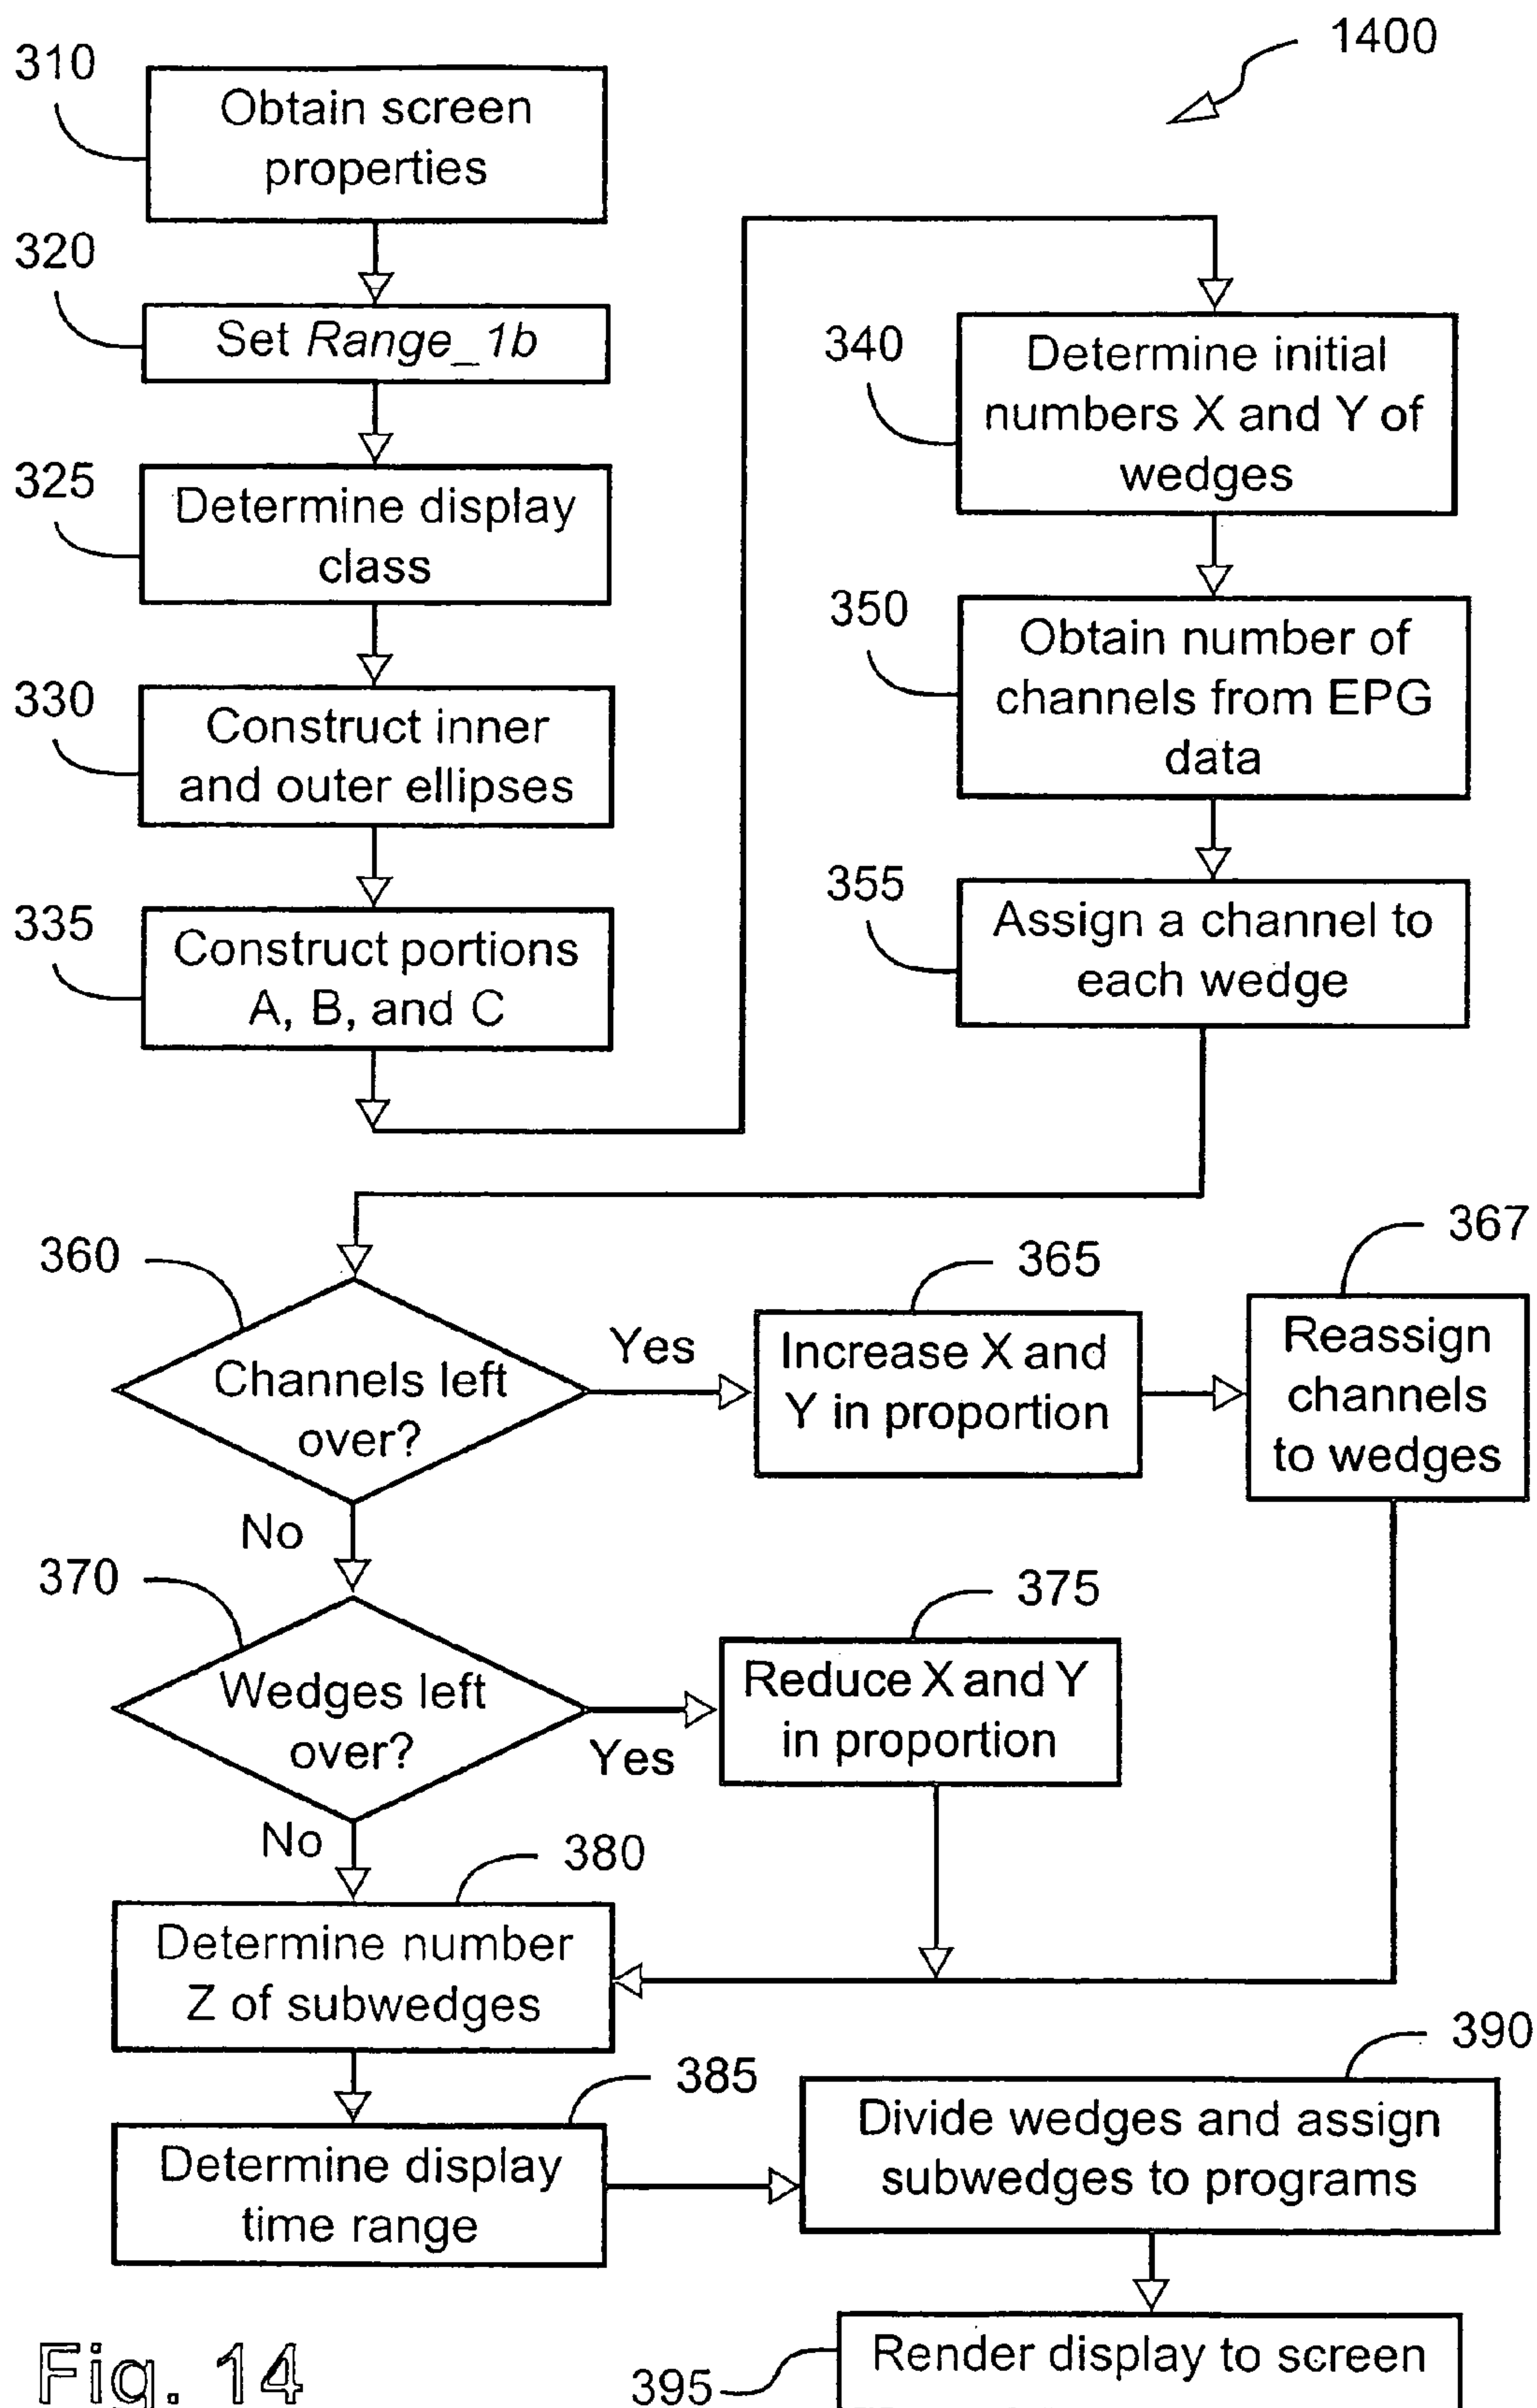 1400
310
Obtain screen
properties
320
Set Range_1b
325
Determine display
class
330
Construct inner
and outer ellipses
335
Construct portions
A, B, and C
340
Determine initial
numbers X and Y of
wedges
350
Obtain number of
channels from EPG
data
355
Assign a channel to
each wedge
360
Channels left
over?
Yes
No
365
Increase X and
Y in proportion
367
Reassign
channels
to wedges
370
Wedges left
over?
Yes
No
375
Reduce X and Y
in proportion
380
Determine number
Z of subwedges
385
Determine display
time range
390
Divide wedges and assign
subwedges to programs
395
Render display to screen
Fig. 14